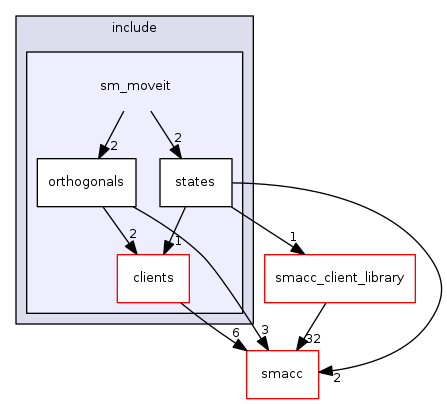 include
sm_moveit
2
2
orthogonals
states
2
1
1
clients
smacc_client_library
6
3
32
smacc
2